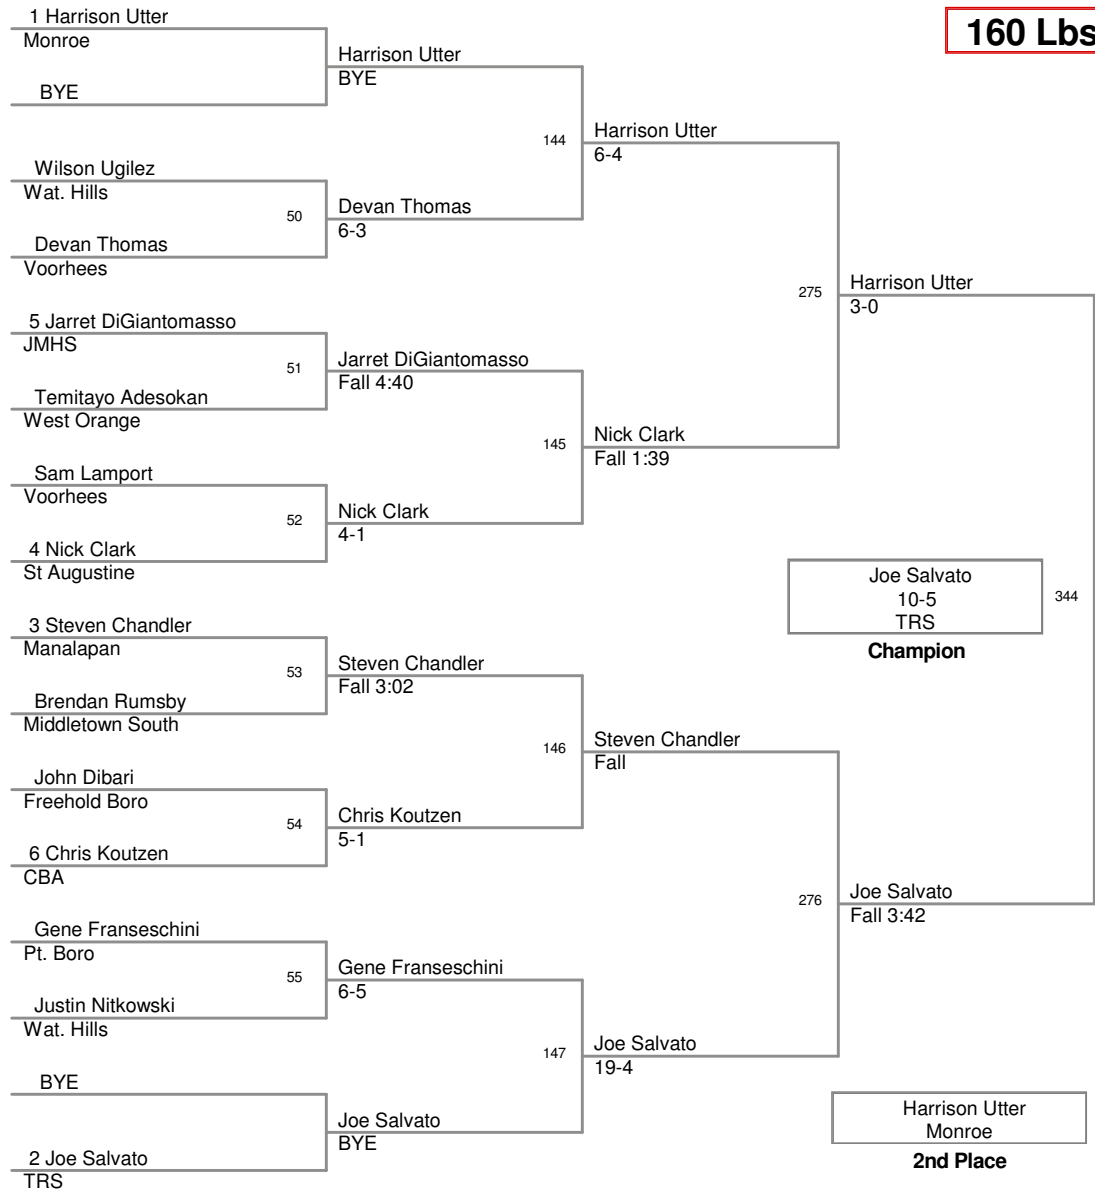 1 Harrison Utter
160 Lbs
Monroe
Harrison Utter
BYE
BYE
Harrison Utter
144
6-4
Wilson Ugilez
Wat. Hills
50
Devan Thomas
6-3
Devan Thomas
Voorhees
Harrison Utter
275
3-0
5 Jarret DiGiantomasso
JMHS
51
Jarret DiGiantomasso
Fall 4:40
Temitayo Adesokan
West Orange
145
Nick Clark
Fall 1:39
Sam Lamport
Voorhees
52
Nick Clark
4-1
4 Nick Clark
St Augustine
Joe Salvato
10-5
TRS
344
Champion
3 Steven Chandler
Manalapan
53
Steven Chandler
Fall 3:02
Brendan Rumsby
Middletown South
146
Steven Chandler
Fall
John Dibari
Freehold Boro
54
Chris Koutzen
5-1
6 Chris Koutzen
CBA
276
Joe Salvato
Fall 3:42
Gene Franseschini
Pt. Boro
55
Gene Franseschini
6-5
Justin Nitkowski
Wat. Hills
147
Joe Salvato
19-4
BYE
Joe Salvato
BYE
2 Joe Salvato
TRS
Harrison Utter
Monroe
2nd Place